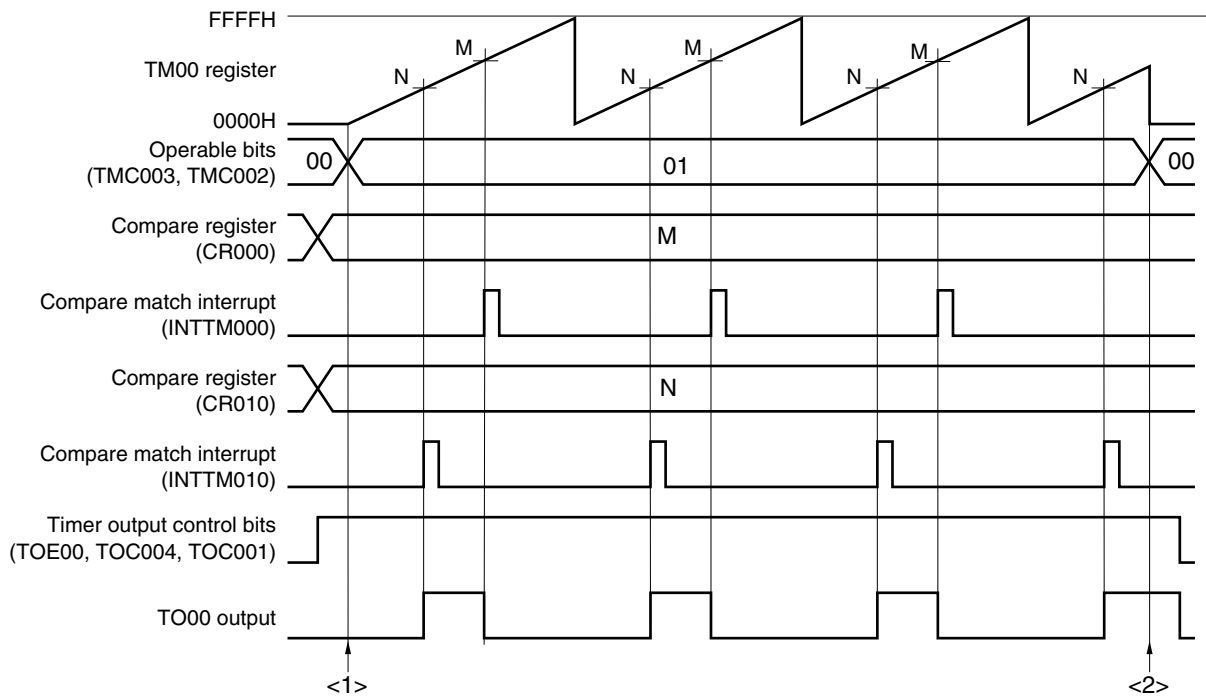 FFFFH
M
M
M
TM00 register
N
N
N
N
0000H
Operable bits
(TMC003, TMC002)
00
01
00
Compare register
(CR000)
M
Compare match interrupt
(INTTM000)
Compare register
(CR010)
N
Compare match interrupt
(INTTM010)
Timer output control bits
(TOE00, TOC004, TOC001)
TO00 output
<1>
<2>